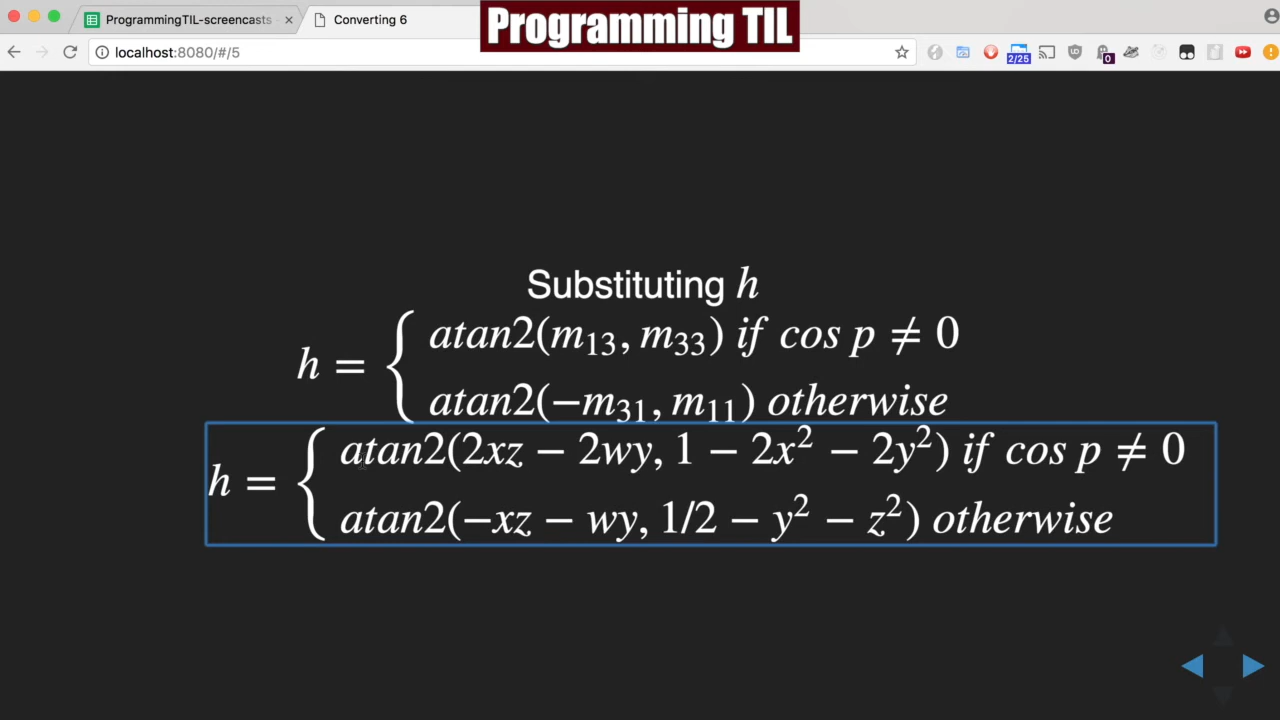 ProgrammingTIL-screencasts
Converting 6
Programming TIL
localhost:8080/#/5
2/25
0
Substituting h
h = { atan2(m₁₃, m₃₃) if cos p ≠ 0
atan2(−m₃₁, m₁₁) otherwise
h = { atan2(2xz − 2wy, 1 − 2x² − 2y²) if cos p ≠ 0
atan2(−xz − wy, 1/2 − y² − z²) otherwise